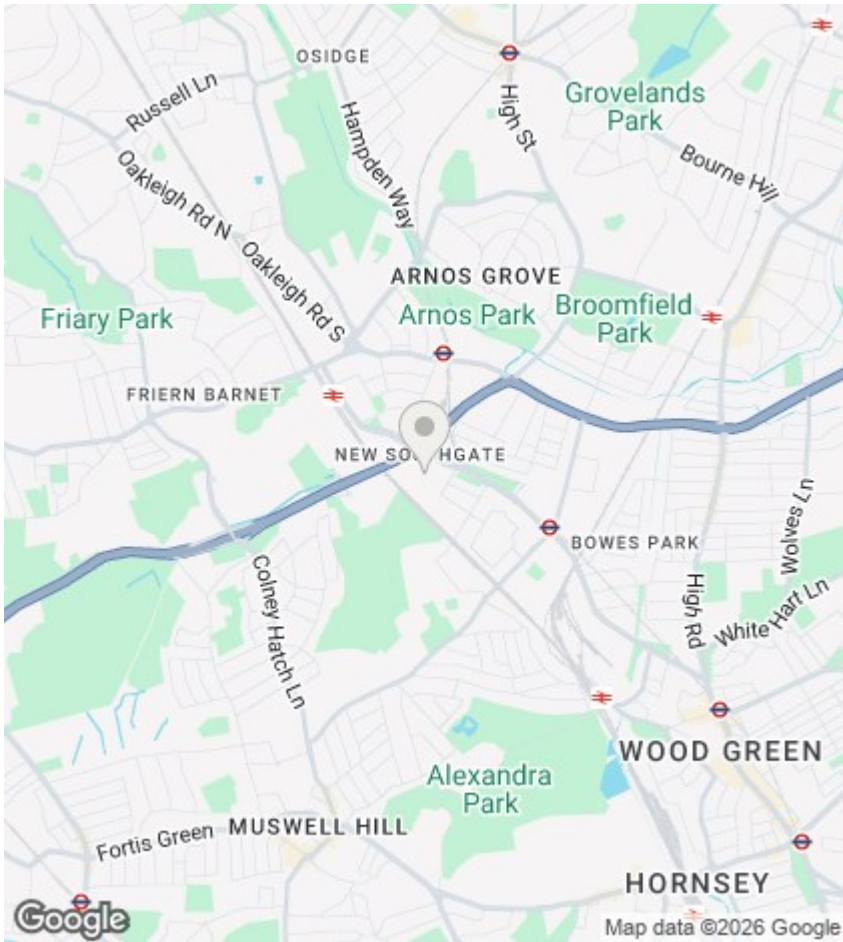 OSIDGE
Russell Ln
High St
Grovelands
Park
Hampden Way
Bourne Hill
Oakleigh Rd N
Oakleigh Rd S
ARNOS GROVE
Arnos Park
Broomfield
Park
Friary Park
FRIERN BARNET
NEW SO HGATE
BOWES PARK
Wolves Ln
Colney Hatch Ln
High Rd
White Hart Ln
WOOD GREEN
Alexandra
Park
Fortis Green
MUSWELL HILL
HORNSEY
Google
Map data ©2026 Google